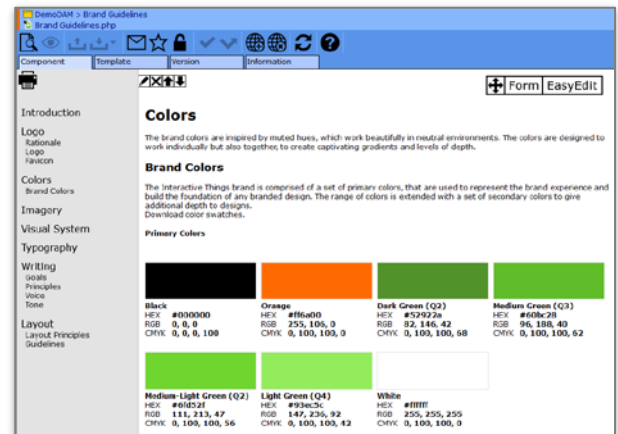 DemoDAM > Brand Guidelines
Brand Guidelines.php
Component Template Version Information
Form EasyEdit
Introduction
Logo
Rationale
Logo
Favicon
Colors
Brand Colors
Imagery
Visual System
Typography
Writing
Goals
Principles
Voice
Tone
Layout
Layout Principles
Guidelines
Colors
The brand colors are inspired by muted hues, which work beautifully in neutral environments. The colors are designed to
work individually but also together, to create captivating gradients and levels of depth.
Brand Colors
The Interactive Things brand is comprised of a set of primary colors, that are used to represent the brand experience and
build the foundation of any branded design. The range of colors is extended with a set of secondary colors to give
additional depth to designs.
Download color swatches.
Primary Colors
Black
HEX #000000
RGB 0, 0, 0
CMYK 0, 0, 0, 100
Orange
HEX #ff6a00
RGB 255, 106, 0
CMYK 0, 100, 100, 0
Dark Green (Q2)
HEX #52922a
RGB 82, 146, 42
CMYK 0, 100, 100, 68
Medium Green (Q3)
HEX #60bc28
RGB 96, 188, 40
CMYK 0, 100, 100, 62
Medium-Light Green (Q2)
HEX #6fd52f
RGB 111, 213, 47
CMYK 0, 100, 100, 56
Light Green (Q4)
HEX #93ec5c
RGB 147, 236, 92
CMYK 0, 100, 100, 42
White
HEX #ffffff
RGB 255, 255, 255
CMYK 0, 100, 100, 0